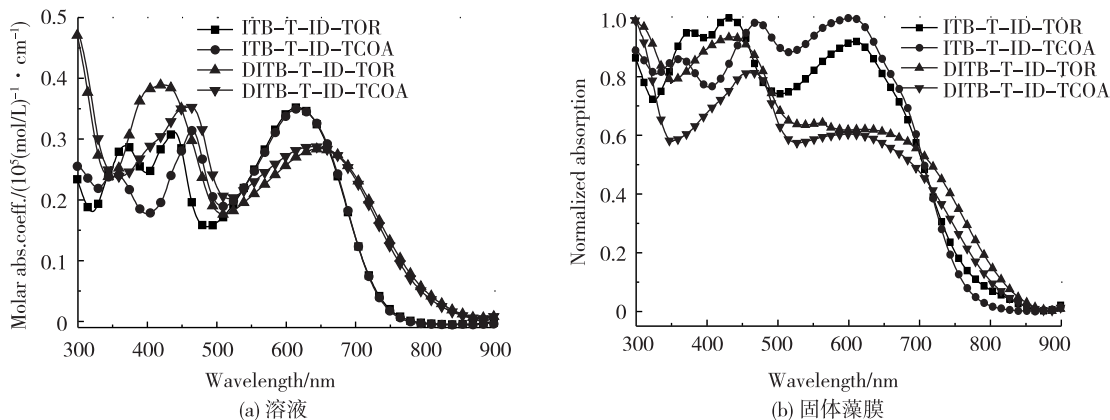 0.5
0.4
0.3
0.2
0.1
0
Molar abs.coeff./(10⁵(mol/L)⁻¹·cm⁻¹)
ITB-T-ID-TOR
ITB-T-ID-TCOA
DITB-T-ID-TOR
DITB-T-ID-TCOA
300 400 500 600 700 800 900
Wavelength/nm
(a) 溶液
1.0
0.8
0.6
0.4
0.2
0
Normalized absorption
ITB-T-ID-TOR
ITB-T-ID-TCOA
DITB-T-ID-TOR
DITB-T-ID-TCOA
300 400 500 600 700 800 900
Wavelength/nm
(b) 固体藻膜